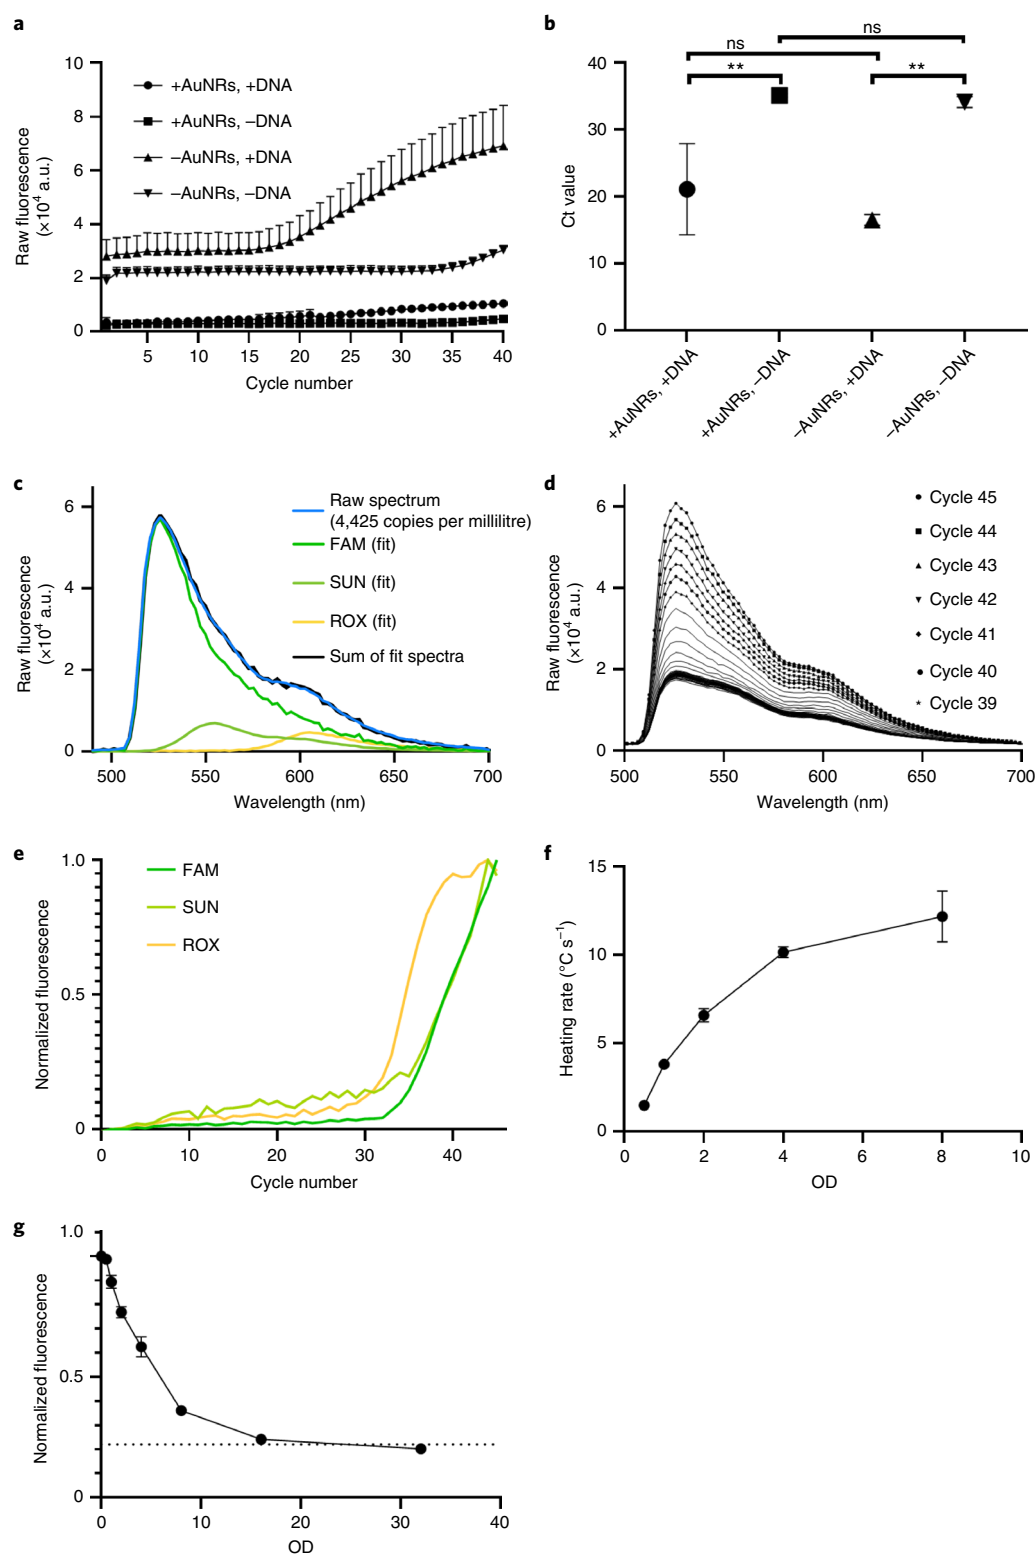 a
10
8
6
4
2
0
Raw fluorescence
(×10⁴ a.u.)
+AuNRs, +DNA
+AuNRs, –DNA
–AuNRs, +DNA
–AuNRs, –DNA
5 10 15 20 25 30 35 40
Cycle number
b
ns
ns
** **
40
30
20
10
0
Ct value
+AuNRs, +DNA
+AuNRs, –DNA
–AuNRs, +DNA
–AuNRs, –DNA
c
6
4
2
0
Raw fluorescence
(×10⁴ a.u.)
Raw spectrum
(4,425 copies per millilitre)
FAM (fit)
SUN (fit)
ROX (fit)
Sum of fit spectra
500 550 600 650 700
Wavelength (nm)
d
6
4
2
0
Raw fluorescence
(×10⁴ a.u.)
Cycle 45
Cycle 44
Cycle 43
Cycle 42
Cycle 41
Cycle 40
Cycle 39
500 550 600 650 700
Wavelength (nm)
e
1.0
0.5
0
Normalized fluorescence
FAM
SUN
ROX
0 10 20 30 40
Cycle number
f
15
10
5
0
Heating rate (°C s⁻¹)
0 2 4 6 8 10
OD
g
1.0
0.5
0
Normalized fluorescence
0 10 20 30 40
OD